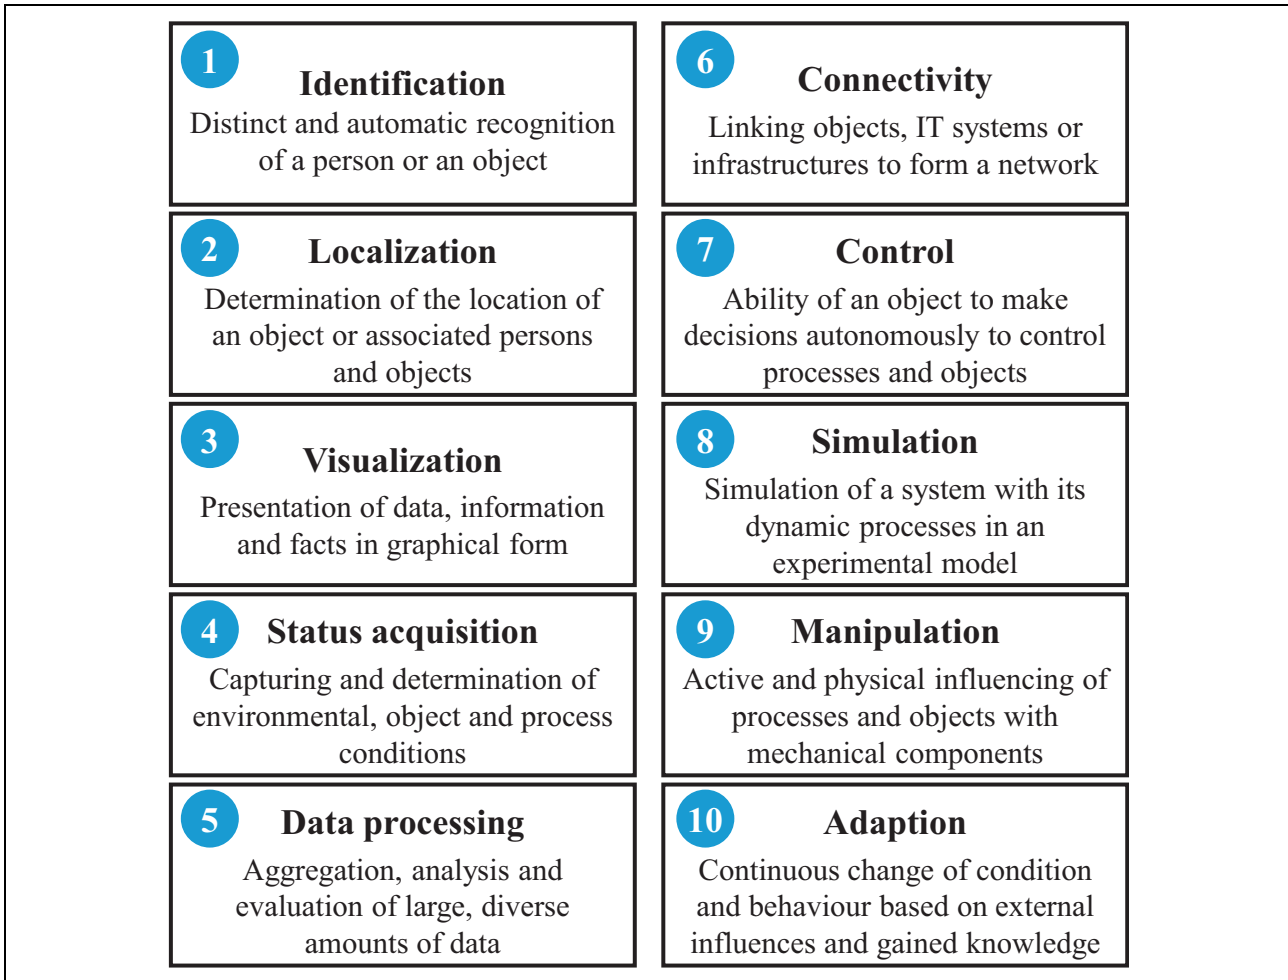 1
Identification
Distinct and automatic recognition
of a person or an object
2
Localization
Determination of the location of
an object or associated persons
and objects
3
Visualization
Presentation of data, information
and facts in graphical form
4
Status acquisition
Capturing and determination of
environmental, object and process
conditions
5
Data processing
Aggregation, analysis and
evaluation of large, diverse
amounts of data
6
Connectivity
Linking objects, IT systems or
infrastructures to form a network
7
Control
Ability of an object to make
decisions autonomously to control
processes and objects
8
Simulation
Simulation of a system with its
dynamic processes in an
experimental model
9
Manipulation
Active and physical influencing of
processes and objects with
mechanical components
10
Adaption
Continuous change of condition
and behaviour based on external
influences and gained knowledge